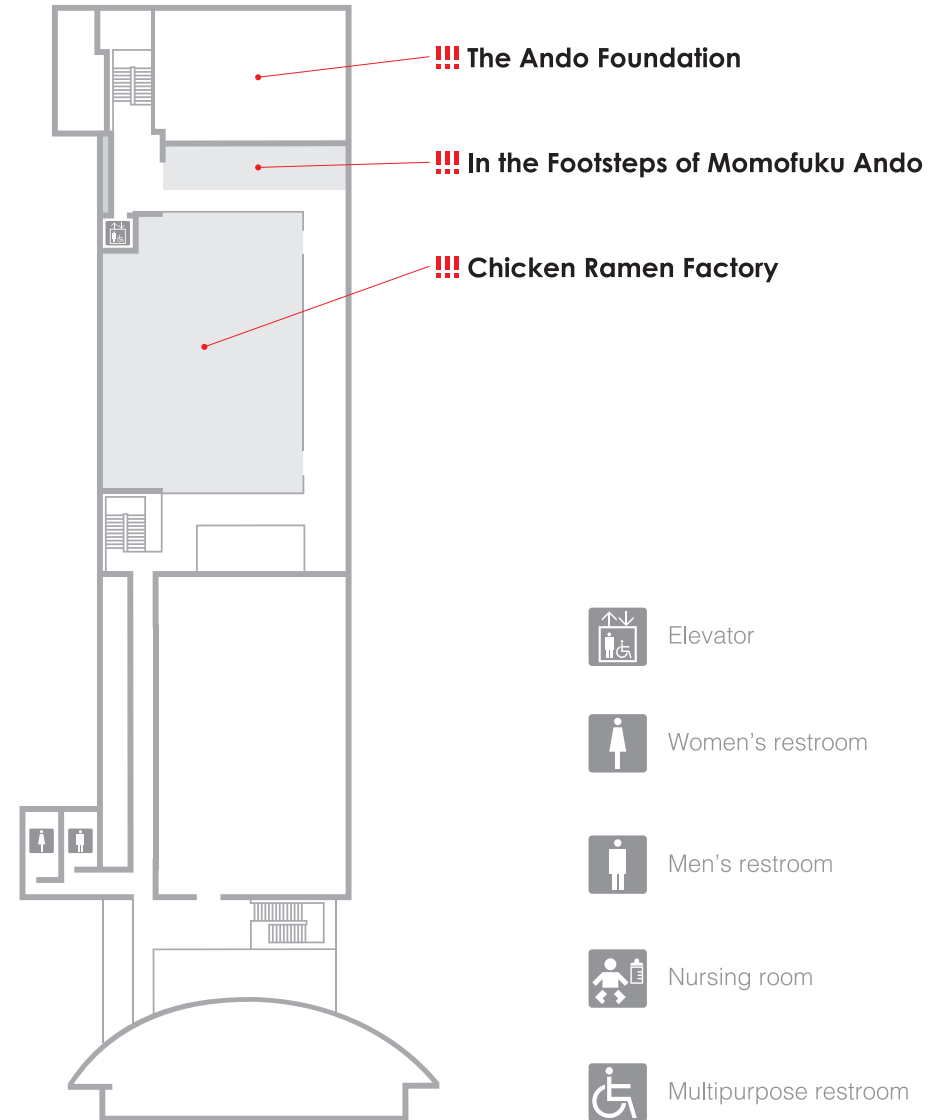 !!! The Ando Foundation
!!! In the Footsteps of Momofuku Ando
!!! Chicken Ramen Factory
Elevator
Women's restroom
Men's restroom
Nursing room
Multipurpose restroom